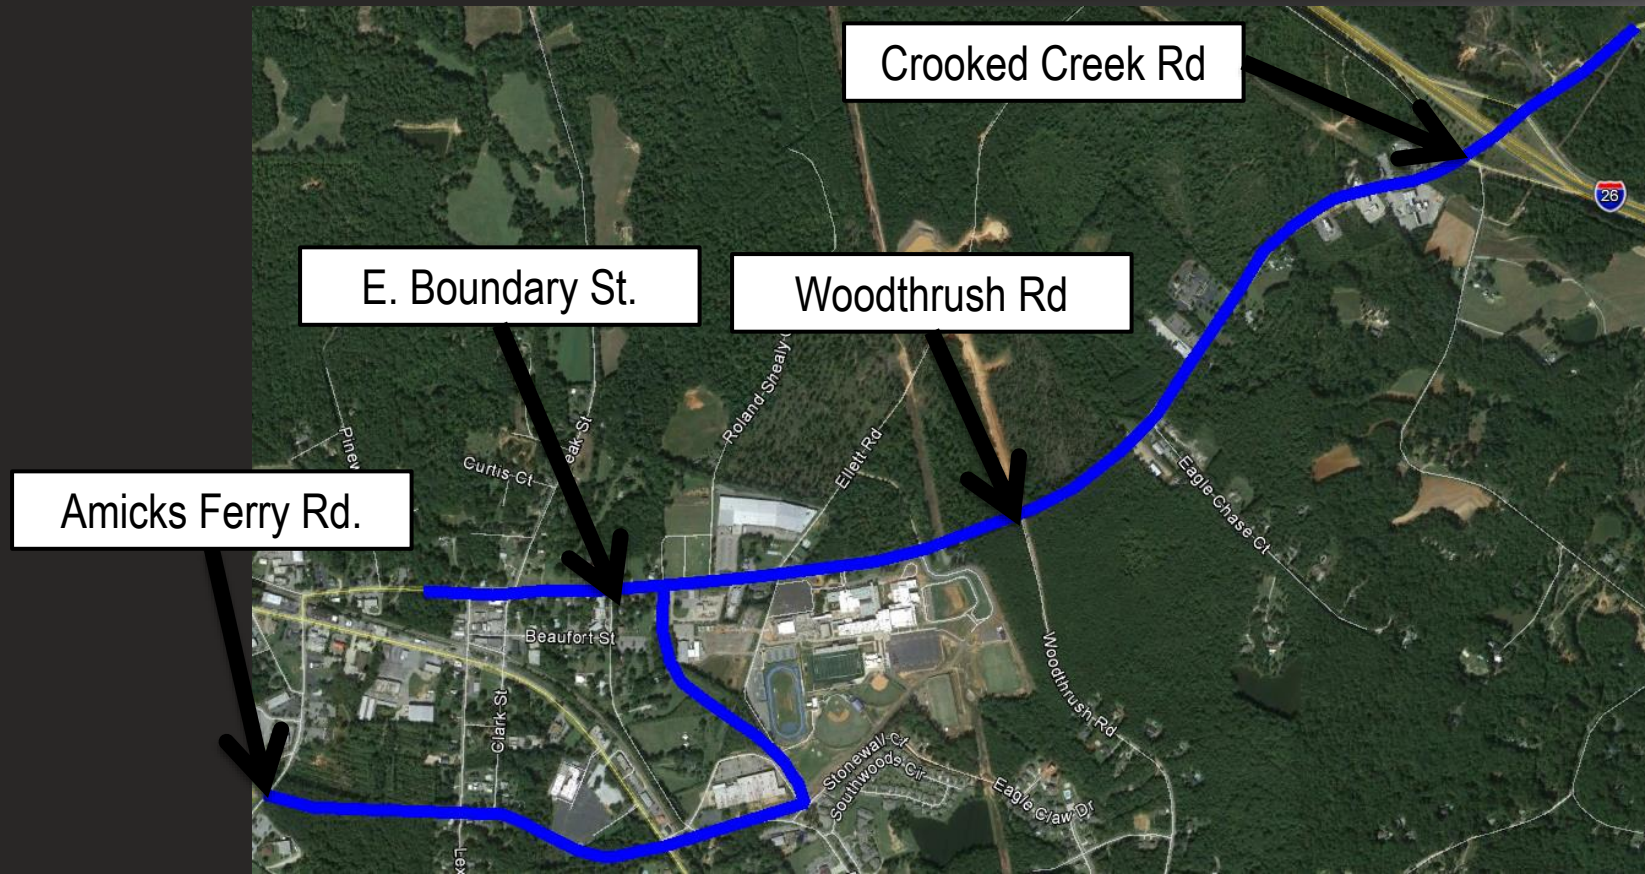 Crooked Creek Rd
26
E. Boundary St.
Woodthrush Rd
Roland Shealy
Ellett Rd
Curtis Ct
Eagle Chase Ct
Amicks Ferry Rd.
Beaufort St
Woodthrush Rd
Clark St
Stonewall Ct
Southwoods Cir
Eagle Claw Dr